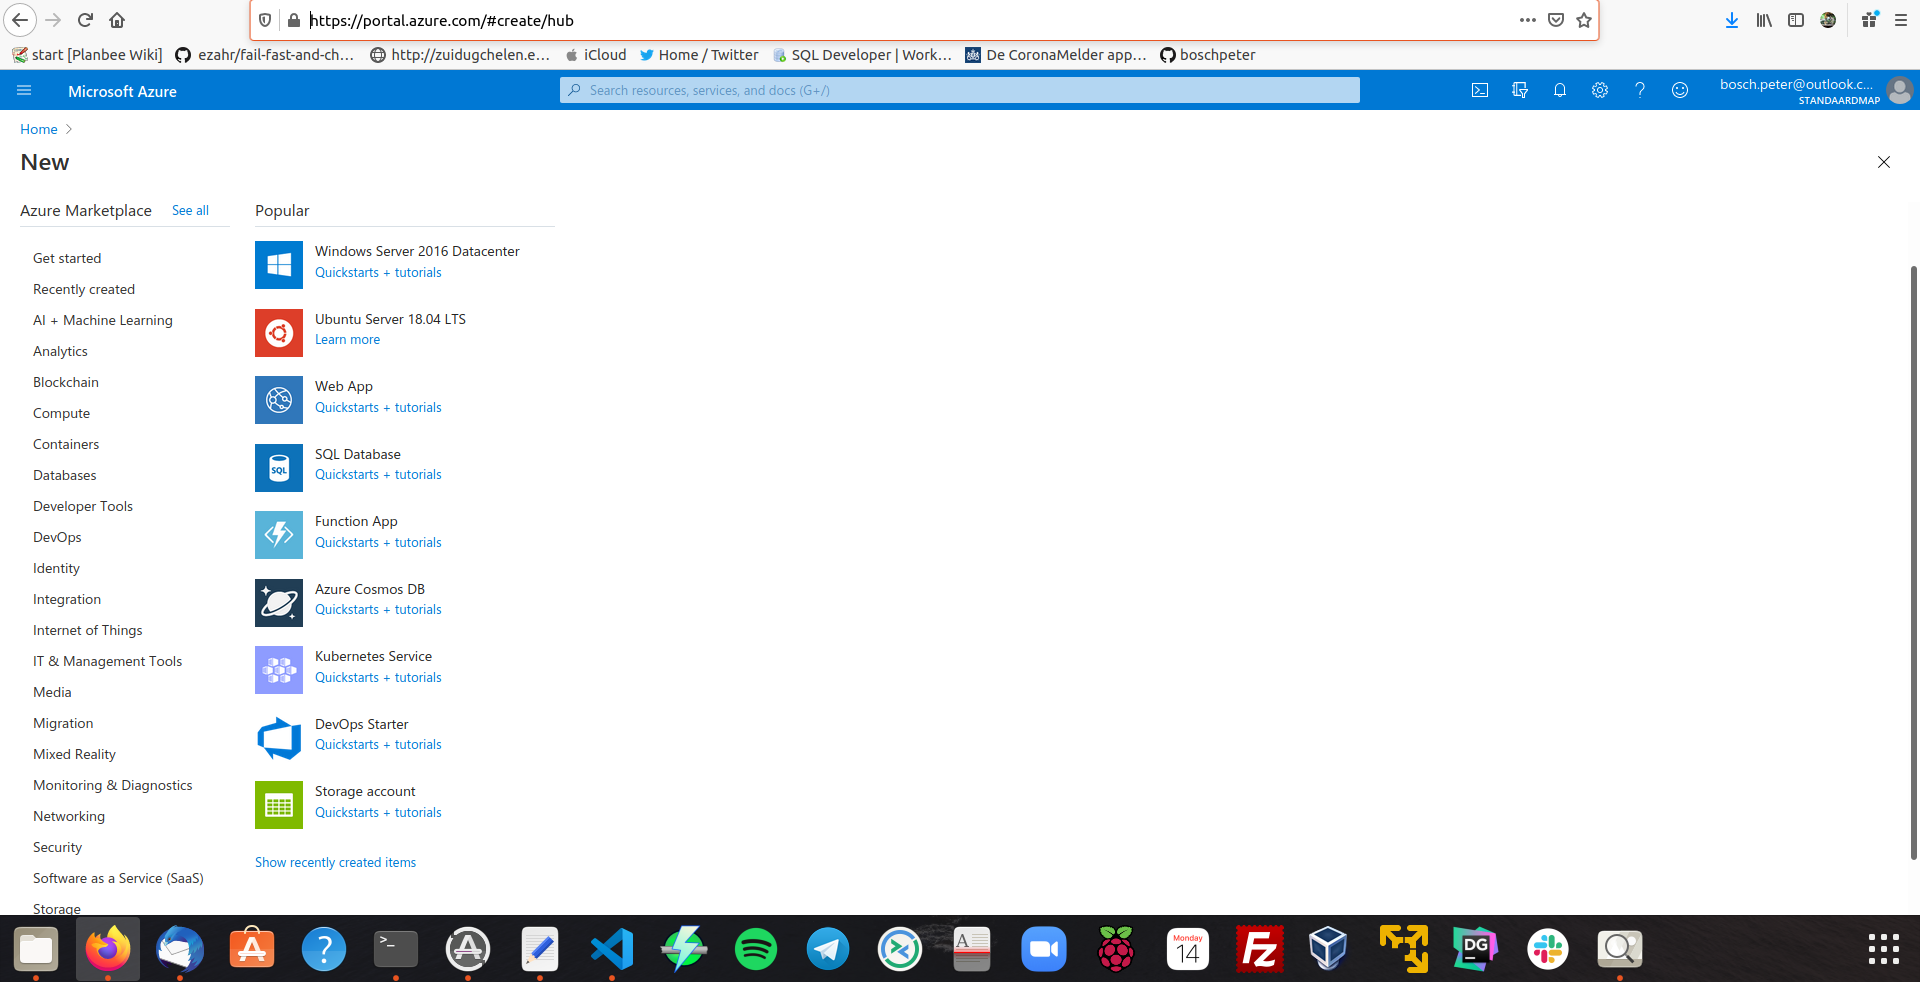 https://portal.azure.com/#create/hub
start [Planbee Wiki] ezahr/fail-fast-and-ch... http://zuidugchelen.e... iCloud Home / Twitter SQL Developer | Work... De CoronaMelder app... boschpeter
Microsoft Azure Search resources, services, and docs (G+/) bosch.peter@outlook.c...
STANDAARDMAP
Home
New
Azure Marketplace See all
Get started
Recently created
AI + Machine Learning
Analytics
Blockchain
Compute
Containers
Databases
Developer Tools
DevOps
Identity
Integration
Internet of Things
IT & Management Tools
Media
Migration
Mixed Reality
Monitoring & Diagnostics
Networking
Security
Software as a Service (SaaS)
Storage
Popular
Windows Server 2016 Datacenter
Quickstarts + tutorials
Ubuntu Server 18.04 LTS
Learn more
Web App
Quickstarts + tutorials
SQL
SQL Database
Quickstarts + tutorials
Function App
Quickstarts + tutorials
Azure Cosmos DB
Quickstarts + tutorials
Kubernetes Service
Quickstarts + tutorials
DevOps Starter
Quickstarts + tutorials
Storage account
Quickstarts + tutorials
Show recently created items
Monday
14
Fz
DG